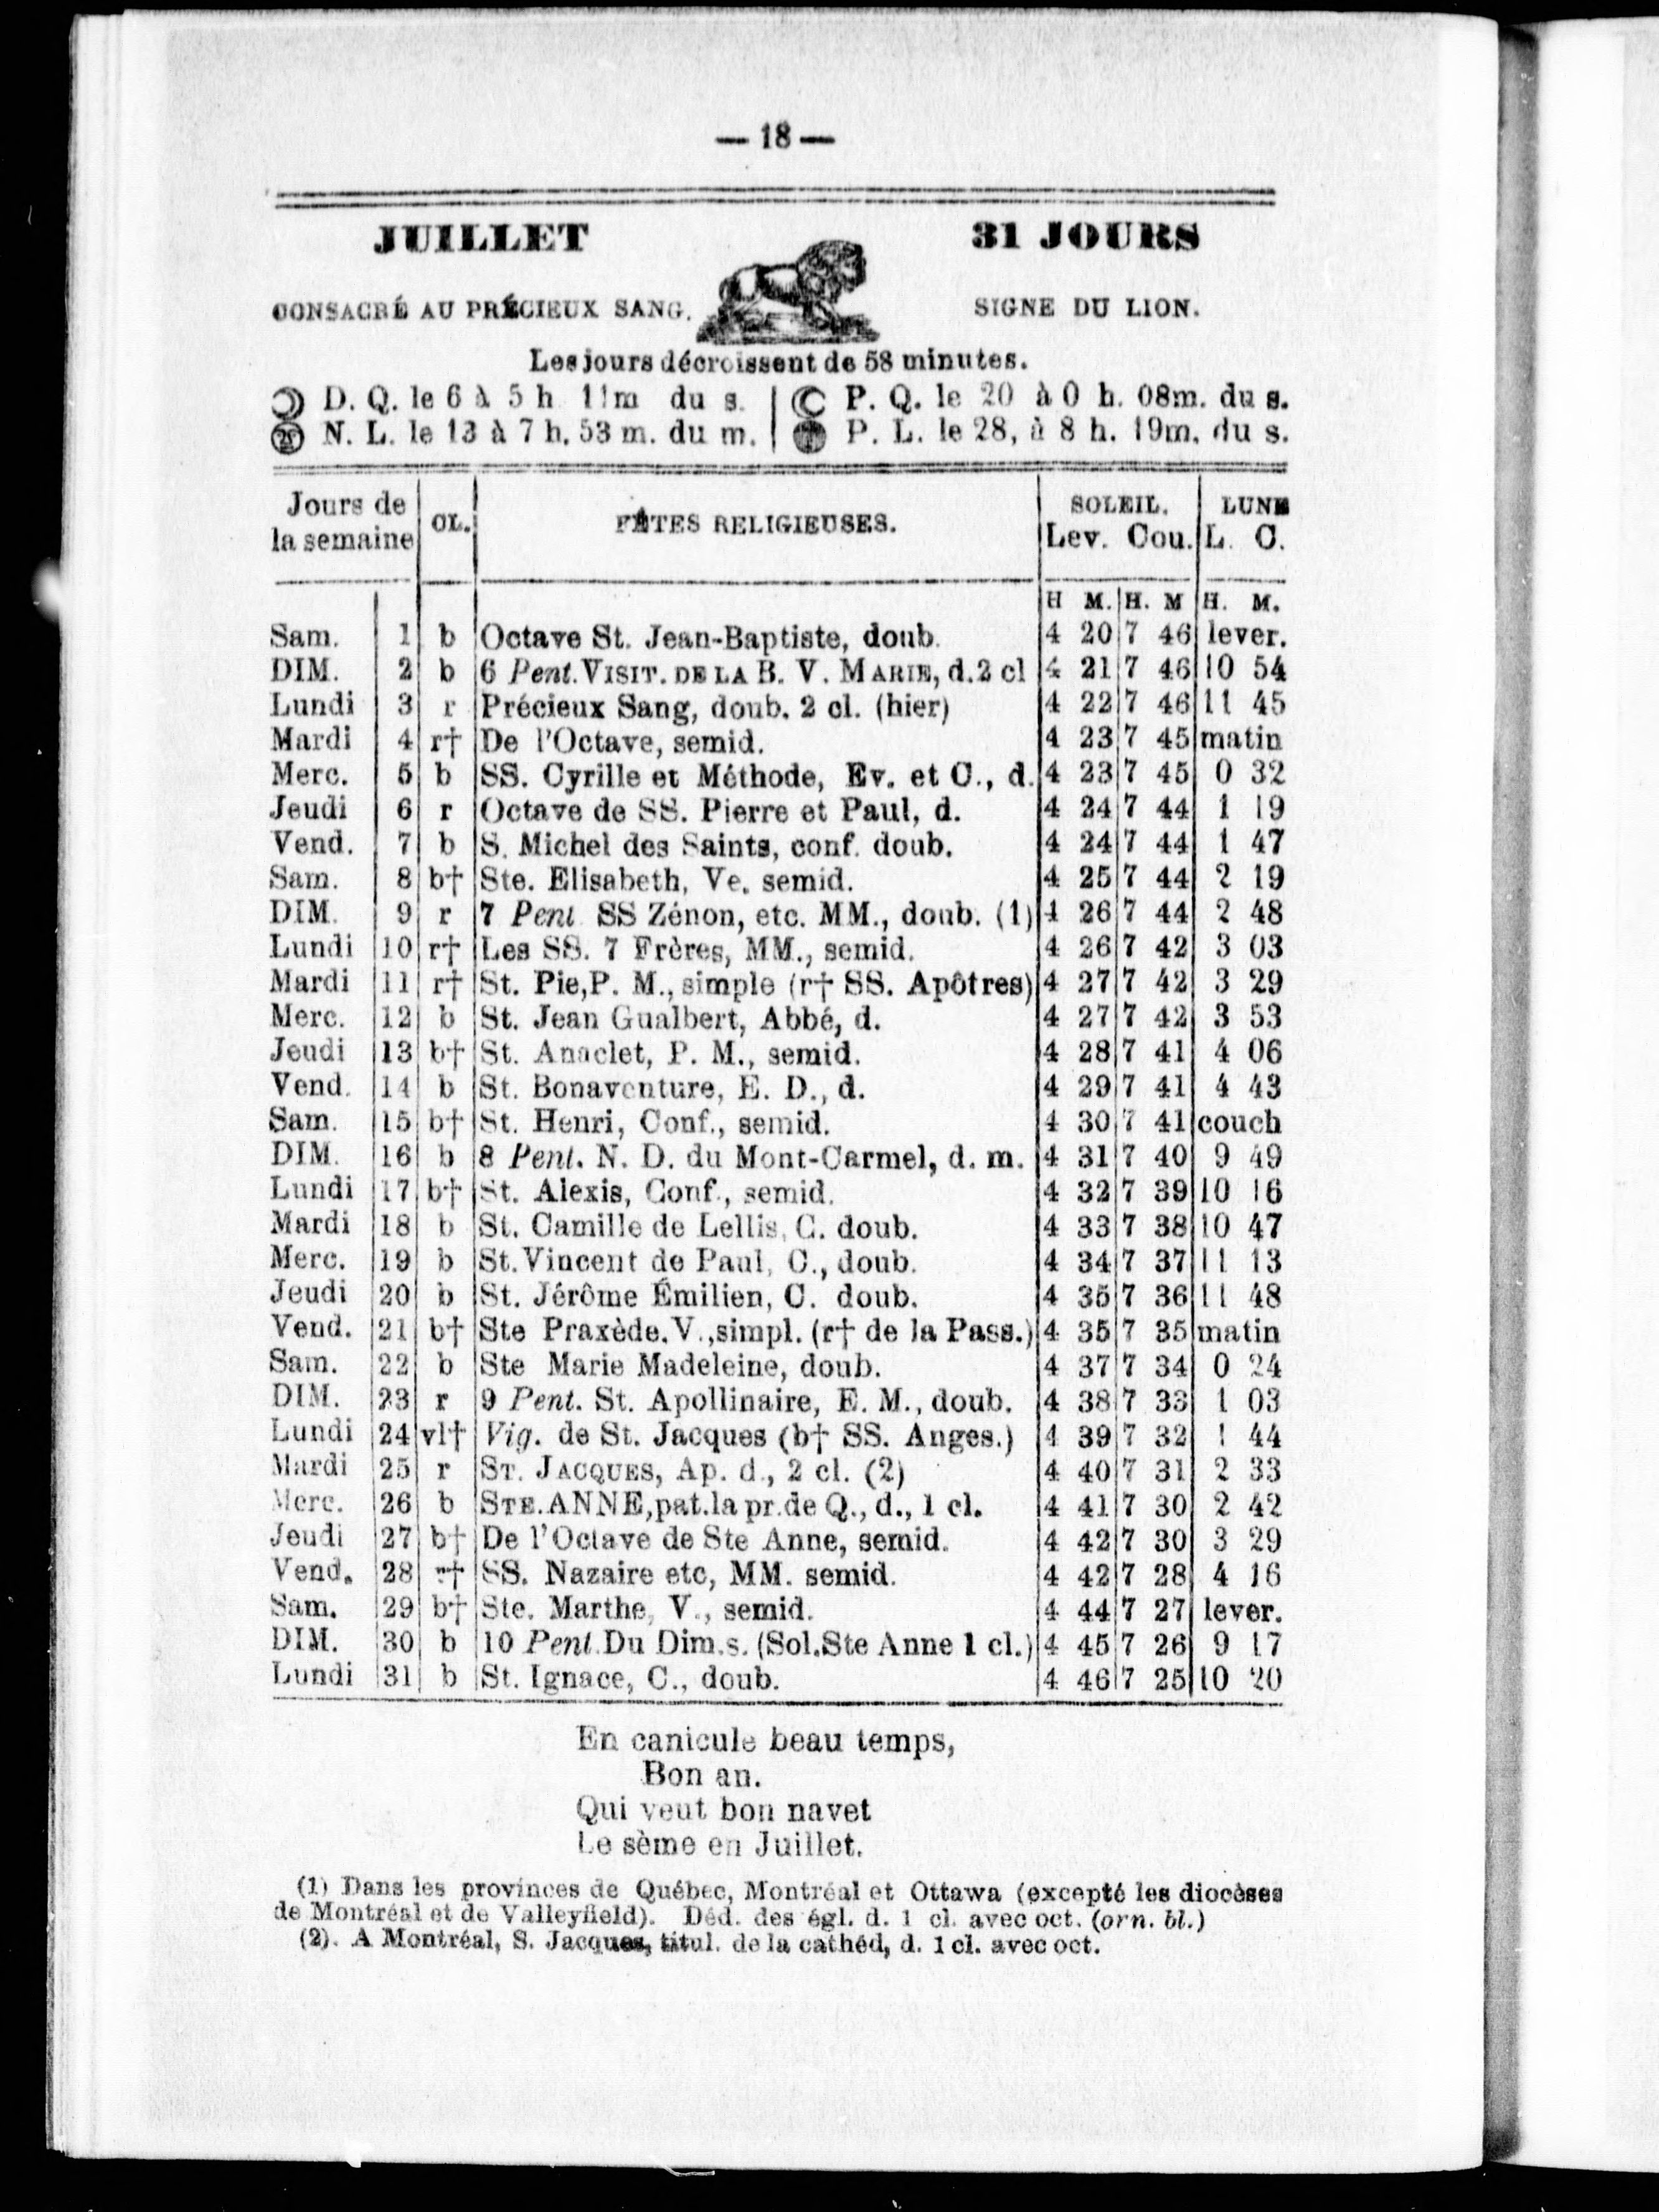 — 18 —
JUILLET 31 JOURS
CONSACRÉ AU PRÉCIEUX SANG. SIGNE DU LION.
Les jours décroissent de 58 minutes.
D. Q. le 6 à 5 h 11m du s. P. Q. le 20 à 0 h. 08m. du s.
N. L. le 13 à 7 h. 53 m. du m. P. L. le 28, à 8 h. 19m. du s.
Jours de la semaine OL. FÊTES RELIGIEUSES. SOLEIL. Lev. Cou. LUNE L. C.
H M. H. M H. M.
Sam. 1 b Octave St. Jean-Baptiste, doub. 4 20 7 46 lever.
DIM. 2 b 6 Pent. VISIT. DE LA B. V. MARIE, d. 2 cl 4 21 7 46 10 54
Lundi 3 r Précieux Sang, doub. 2 cl. (hier) 4 22 7 46 11 45
Mardi 4 r† De l'Octave, semid. 4 23 7 45 matin
Merc. 5 b SS. Cyrille et Méthode, Ev. et C., d. 4 23 7 45 0 32
Jeudi 6 r Octave de SS. Pierre et Paul, d. 4 24 7 44 1 19
Vend. 7 b S. Michel des Saints, conf. doub. 4 24 7 44 1 47
Sam. 8 b† Ste. Elisabeth, Ve. semid. 4 25 7 44 2 19
DIM. 9 r 7 Pent SS Zénon, etc. MM., doub. (1) 4 26 7 44 2 48
Lundi 10 r† Les SS. 7 Frères, MM., semid. 4 26 7 42 3 03
Mardi 11 r† St. Pie, P. M., simple (r† SS. Apôtres) 4 27 7 42 3 29
Merc. 12 b St. Jean Gualbert, Abbé, d. 4 27 7 42 3 53
Jeudi 13 b† St. Anaclet, P. M., semid. 4 28 7 41 4 06
Vend. 14 b St. Bonaventure, E. D., d. 4 29 7 41 4 43
Sam. 15 b† St. Henri, Conf., semid. 4 30 7 41 couch
DIM. 16 b 8 Pent. N. D. du Mont-Carmel, d. m. 4 31 7 40 9 49
Lundi 17 b† St. Alexis, Conf., semid. 4 32 7 39 10 16
Mardi 18 b St. Camille de Lellis, C. doub. 4 33 7 38 10 47
Merc. 19 b St. Vincent de Paul, C., doub. 4 34 7 37 11 13
Jeudi 20 b St. Jérôme Émilien, C. doub. 4 35 7 36 11 48
Vend. 21 b† Ste Praxède. V., simpl. (r† de la Pass.) 4 35 7 35 matin
Sam. 22 b Ste Marie Madeleine, doub. 4 37 7 34 0 24
DIM. 23 r 9 Pent. St. Apollinaire, E. M., doub. 4 38 7 33 1 03
Lundi 24 vl† Vig. de St. Jacques (b† SS. Anges.) 4 39 7 32 1 44
Mardi 25 r ST. JACQUES, Ap. d., 2 cl. (2) 4 40 7 31 2 33
Merc. 26 b STE. ANNE, pat. la pr. de Q., d., 1 cl. 4 41 7 30 2 42
Jeudi 27 b† De l'Octave de Ste Anne, semid. 4 42 7 30 3 29
Vend. 28 r† SS. Nazaire etc, MM. semid. 4 42 7 28 4 16
Sam. 29 b† Ste. Marthe, V., semid. 4 44 7 27 lever.
DIM. 30 b 10 Pent. Du Dim. s. (Sol. Ste Anne 1 cl.) 4 45 7 26 9 17
Lundi 31 b St. Ignace, C., doub. 4 46 7 25 10 20
En canicule beau temps,
Bon an.
Qui veut bon navet
Le sème en Juillet.
(1) Dans les provinces de Québec, Montréal et Ottawa (excepté les diocèses
de Montréal et de Valleyfield). Déd. des égl. d. 1 cl. avec oct. (orn. bl.)
(2). A Montréal, S. Jacques, titul. de la cathéd, d. 1 cl. avec oct.